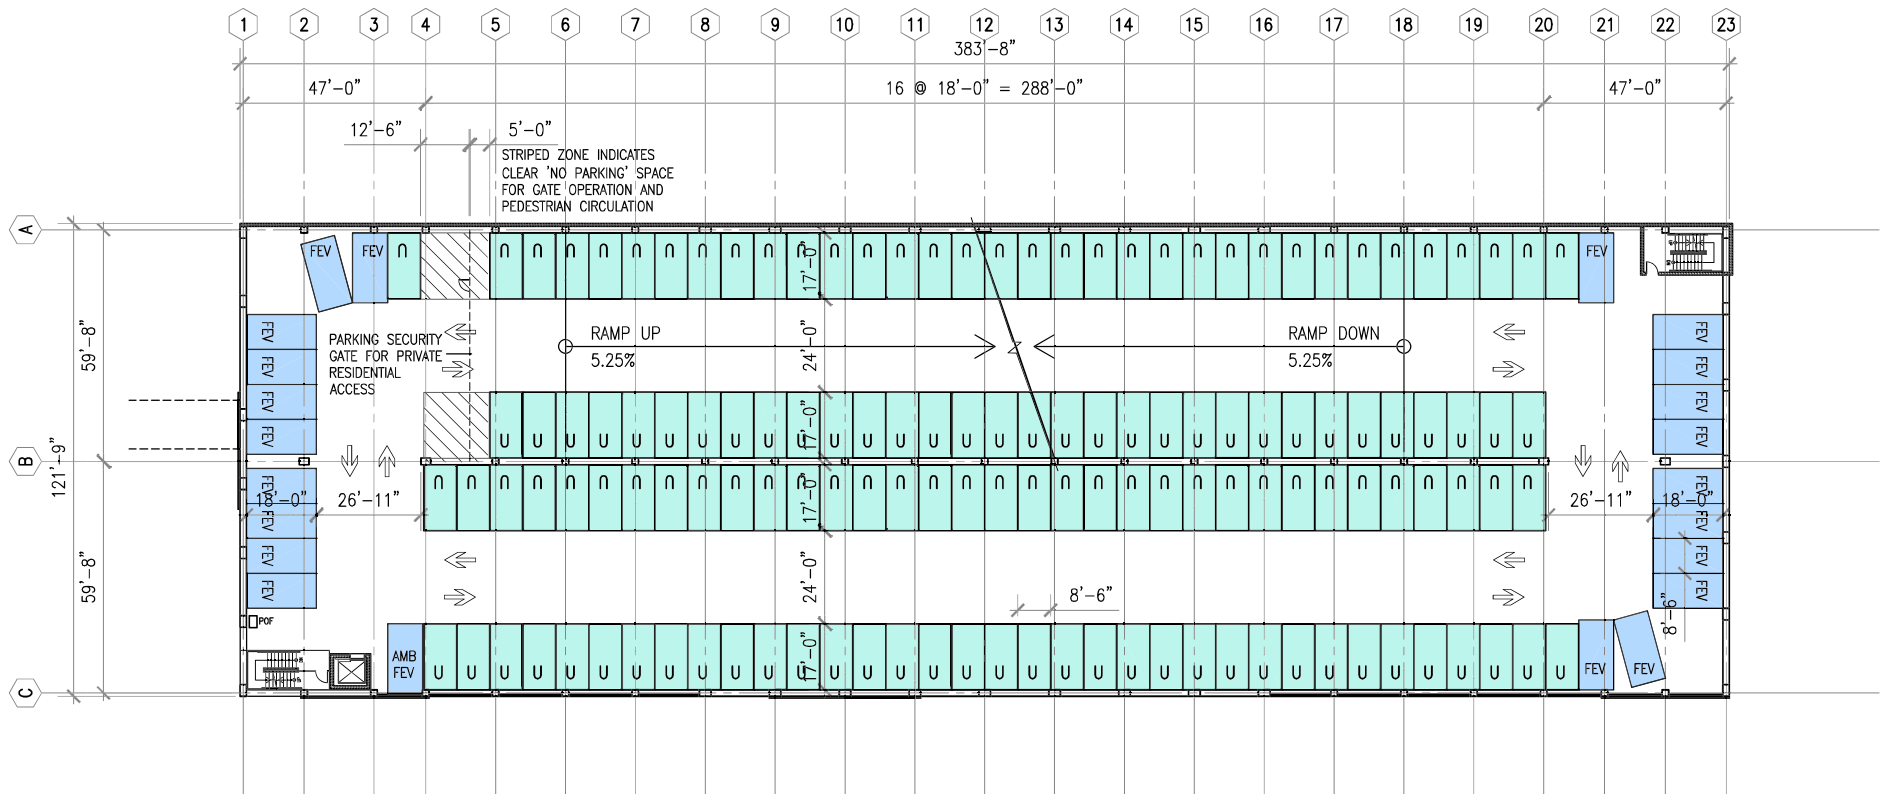 1 2 3 4 5 6 7 8 9 10 11 12 13 14 15 16 17 18 19 20 21 22 23
383'-8"
47'-0" 16 @ 18'-0" = 288'-0" 47'-0"
12'-6" 5'-0"
STRIPED ZONE INDICATES
CLEAR 'NO PARKING' SPACE
FOR GATE OPERATION AND
PEDESTRIAN CIRCULATION
A
FEV FEV FEV
17'-0"
59'-8"
FEV
FEV
FEV
FEV
PARKING SECURITY
GATE FOR PRIVATE
RESIDENTIAL
ACCESS
RAMP UP
5.25%
24'-0"
RAMP DOWN
5.25%
FEV
FEV
FEV
FEV
17'-0"
B
121'-9"
FEV
FEV
FEV
FEV
18'-0" 26'-11"
17'-0"
26'-11" 18'-0"
FEV
FEV
FEV
FEV
59'-8"
24'-0"
8'-6"
8'-6"
POF
AMB
FEV
17'-0"
FEV FEV
C